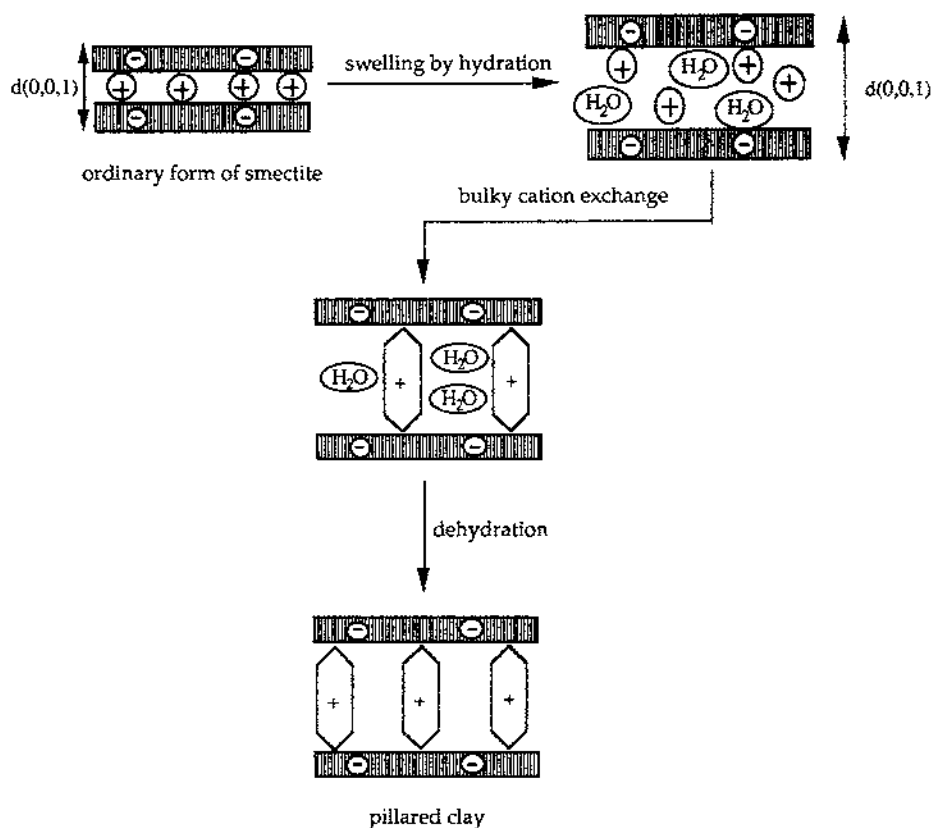 d(0,0,1)
− −
+ + + +
− −
ordinary form of smectite
swelling by hydration
− −
+ H₂O + +
H₂O + H₂O
− −
d(0,0,1)
bulky cation exchange
− −
H₂O + H₂O +
H₂O
− −
dehydration
− −
+ + +
− −
pillared clay